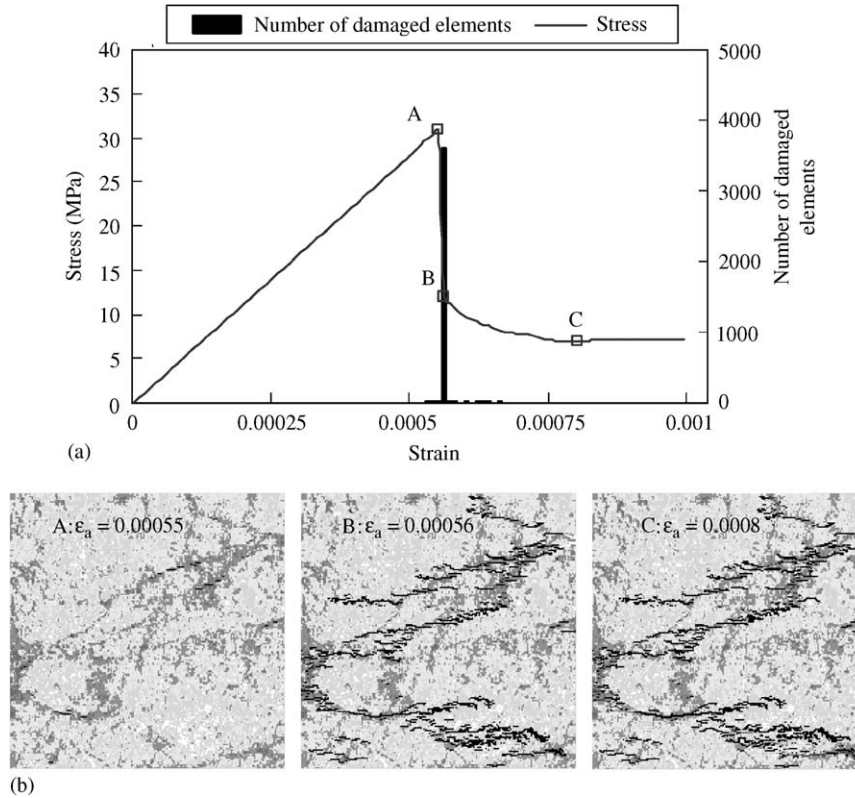 Number of damaged elements Stress
40
35
30
25
20
15
10
5
0
Stress (MPa)
5000
4000
3000
2000
1000
0
Number of damaged
elements
A
B
C
0 0.00025 0.0005 0.00075 0.001
Strain
(a)
A:εa = 0.00055
B:εa = 0.00056
C:εa = 0.0008
(b)